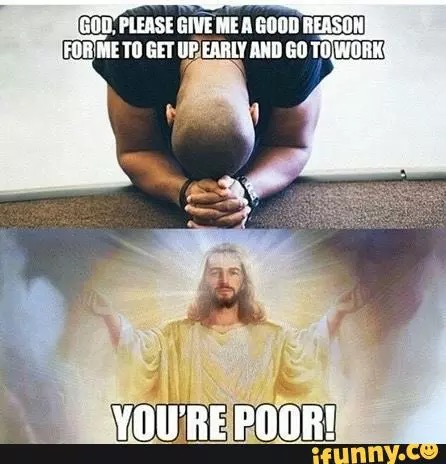 GOD, PLEASE GIVE ME A GOOD REASON
FOR ME TO GET UP EARLY AND GO TO WORK
YOU'RE POOR!
ifunny.co